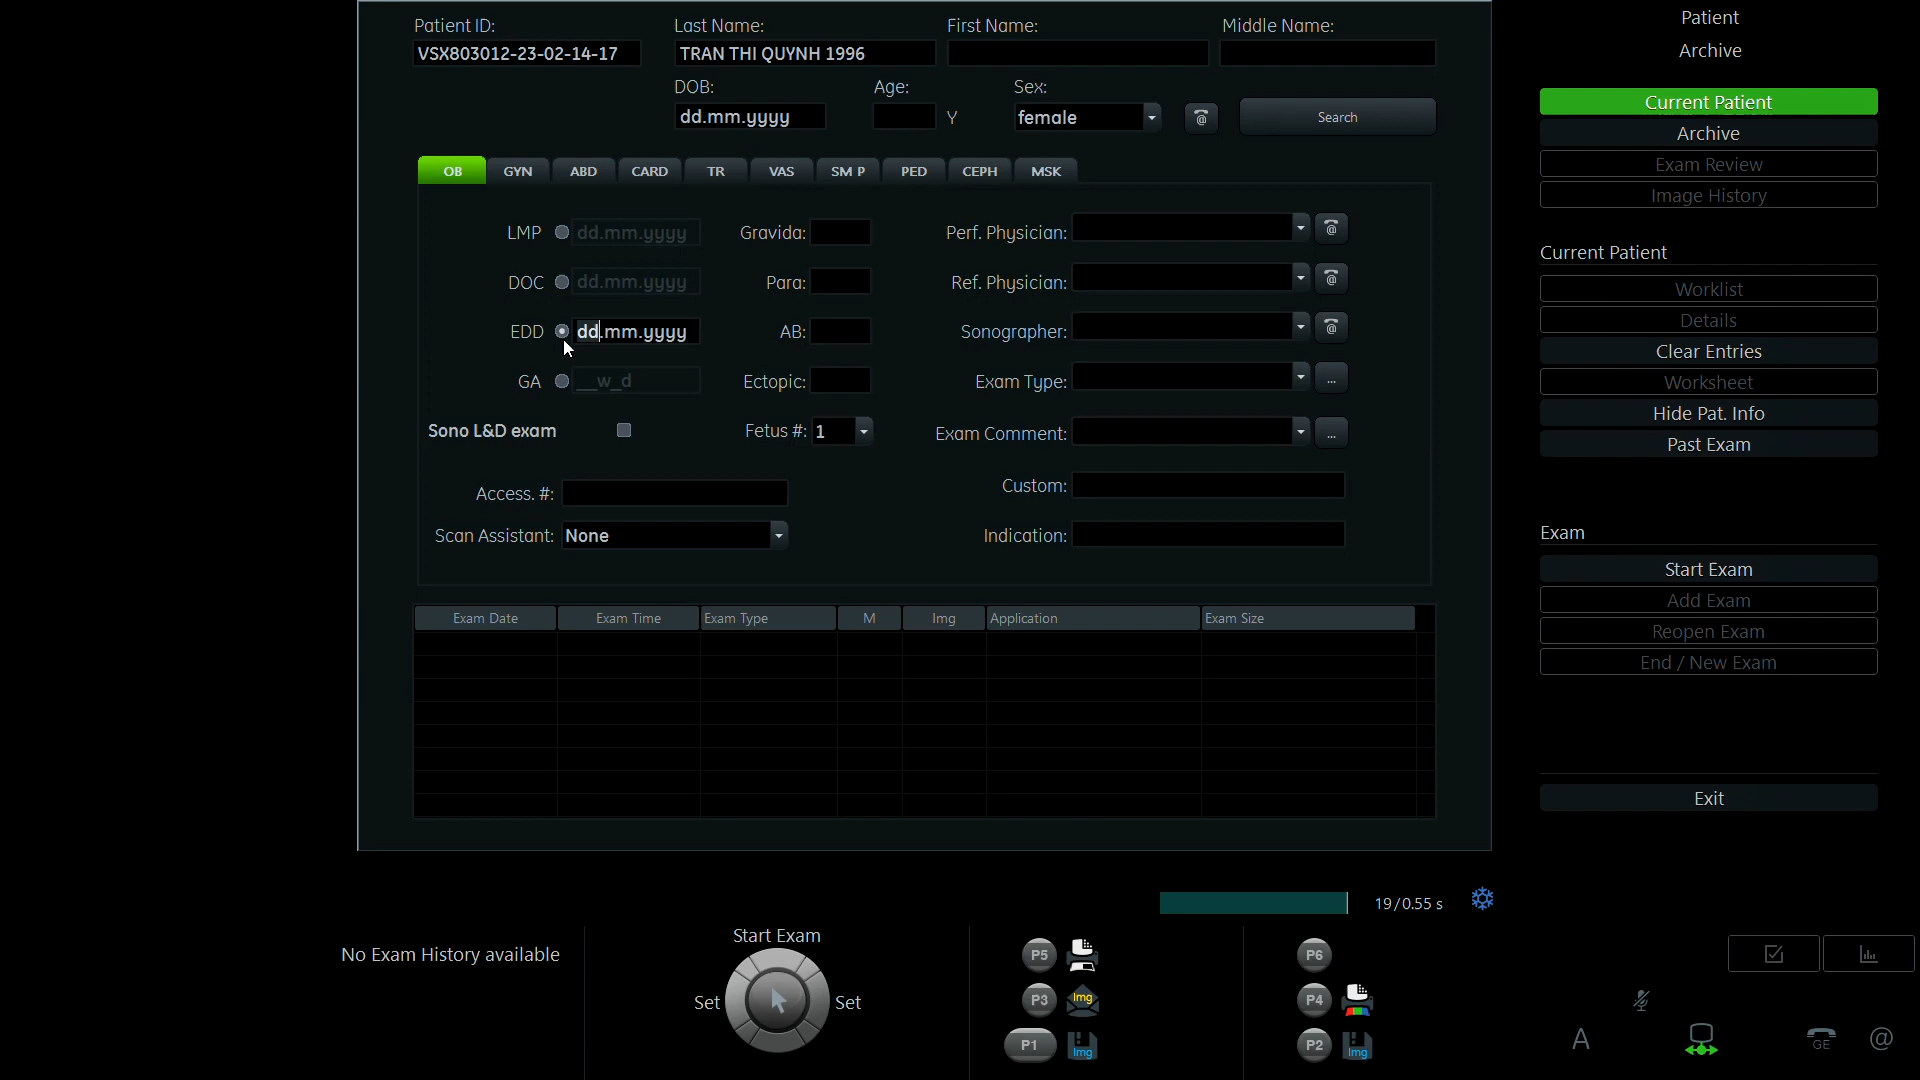 Patient ID: Last Name: First Name: Middle Name:
VSX803012-23-02-14-17 TRAN THI QUYNH 1996
DOB: Age: Sex:
dd.mm.yyyy Y female @ Search
OB GYN ABD CARD TR VAS SM P PED CEPH MSK
LMP dd.mm.yyyy Gravida: Perf. Physician: @
DOC dd.mm.yyyy Para: Ref. Physician: @
EDD dd.mm.yyyy AB: Sonographer: @
GA __w_d Ectopic: Exam Type: ...
Sono L&D exam Fetus #: 1 Exam Comment: ...
Access. #: Custom:
Scan Assistant: None Indication:
Exam Date Exam Time Exam Type M Img Application Exam Size
Patient
Archive
Current Patient
Archive
Exam Review
Image History
Current Patient
Worklist
Details
Clear Entries
Worksheet
Hide Pat. Info
Past Exam
Exam
Start Exam
Add Exam
Reopen Exam
End / New Exam
Exit
19/0.55 s
No Exam History available
Start Exam
Set Set
P5
P3 Img
P1 Img
P6
P4
P2 Img
A GE @